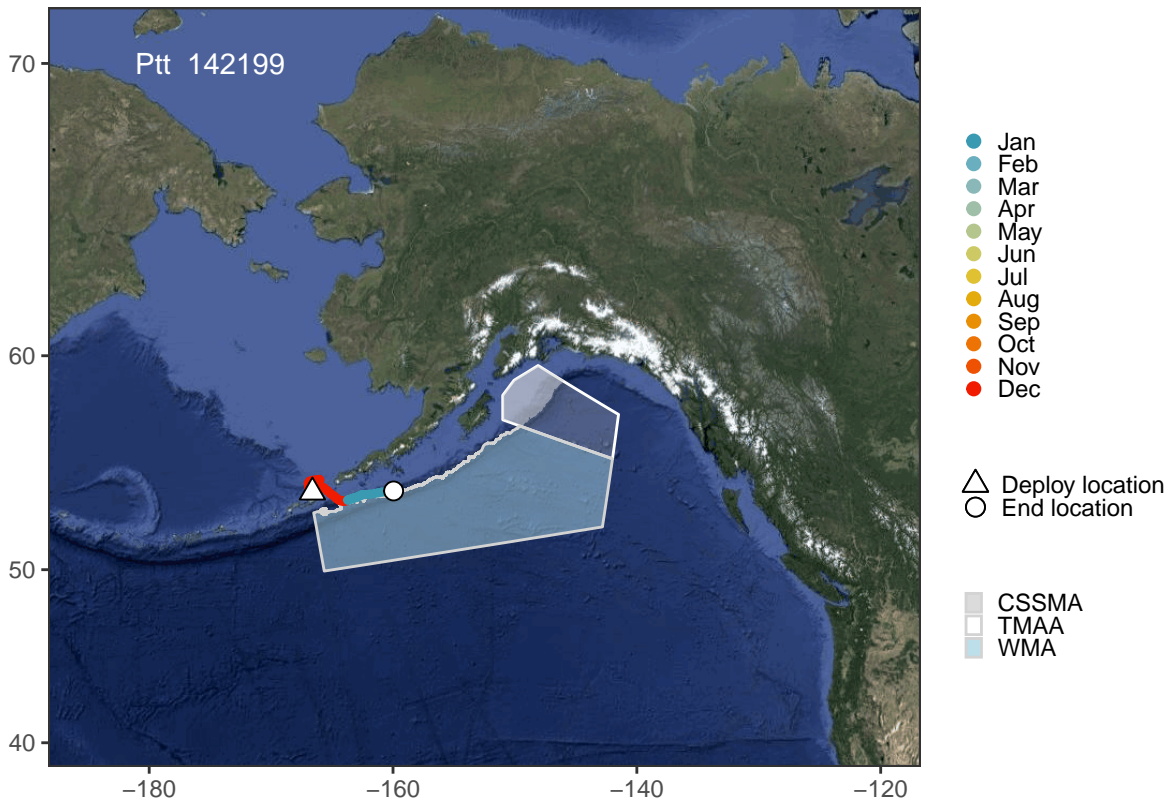 Ptt  142199
70
60
50
40
−180
−160
−140
−120
Jan
Feb
Mar
Apr
May
Jun
Jul
Aug
Sep
Oct
Nov
Dec
Deploy location
End location
CSSMA
TMAA
WMA